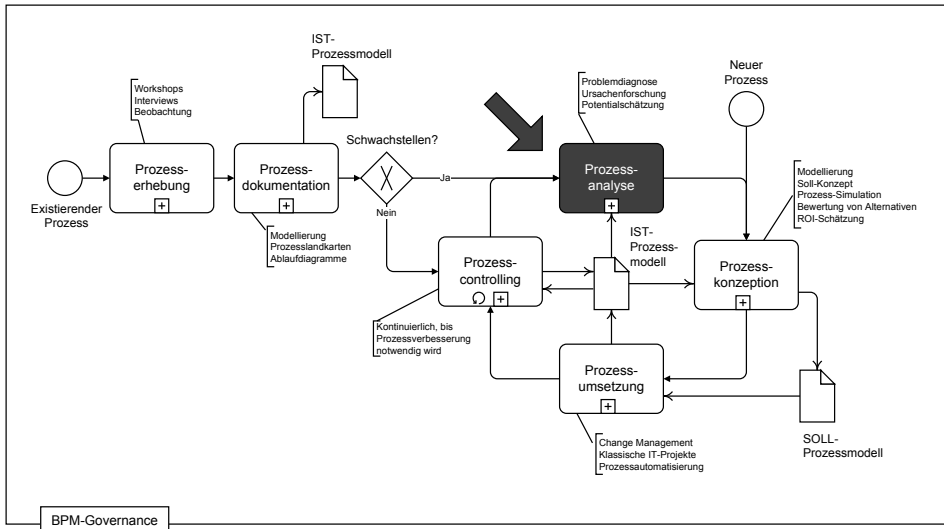 IST-
Prozessmodell
Workshops
Interviews
Beobachtung
Problemdiagnose
Ursachenforschung
Potentialschätzung
Neuer
Prozess
Schwachstellen?
Prozess-
erhebung
Prozess-
dokumentation
Ja
Prozess-
analyse
Existierender
Prozess
Modellierung
Prozesslandkarten
Ablaufdiagramme
Nein
Modellierung
Soll-Konzept
Prozess-Simulation
Bewertung von Alternativen
ROI-Schätzung
Prozess-
controlling
IST-
Prozess-
modell
Prozess-
konzeption
Kontinuierlich, bis
Prozessverbesserung
notwendig wird
Prozess-
umsetzung
SOLL-
Prozessmodell
Change Management
Klassische IT-Projekte
Prozessautomatisierung
BPM-Governance